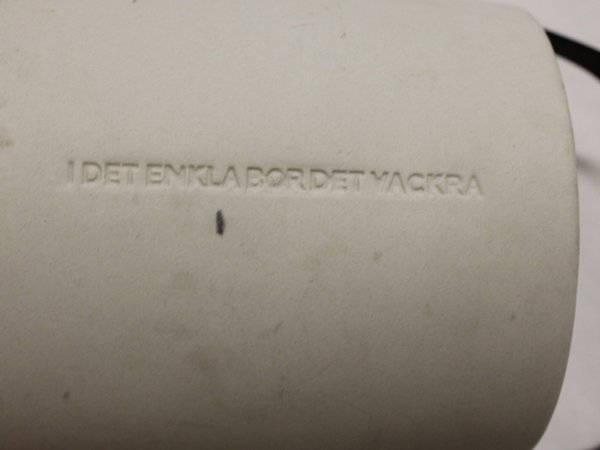 I DET ENKLA BOR DET VACKRA